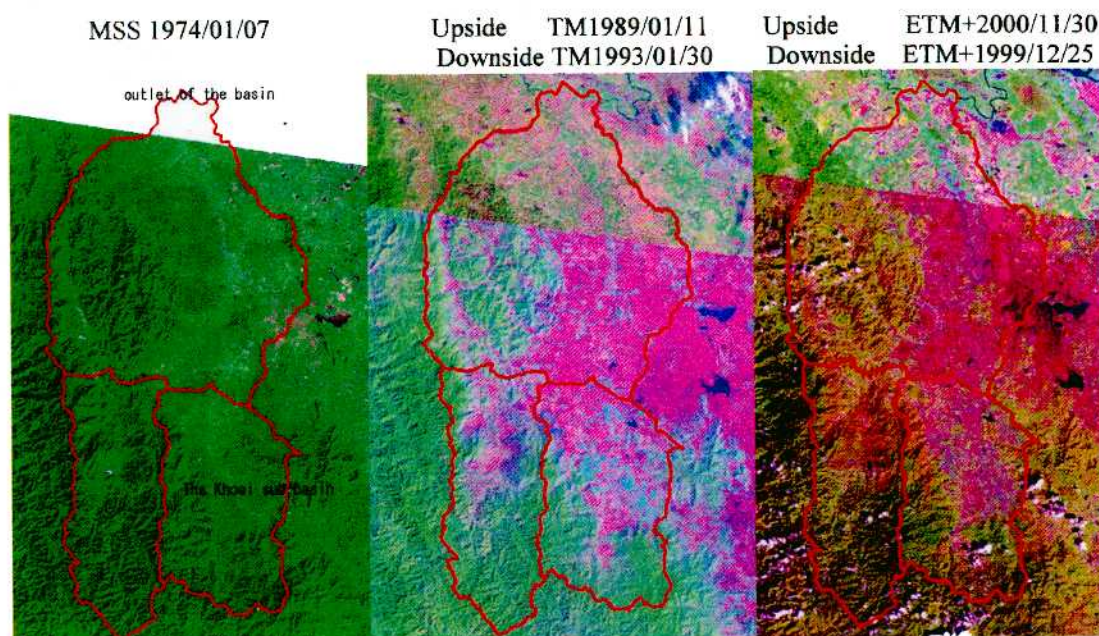 MSS 1974/01/07
Upside TM1989/01/11
Downside TM1993/01/30
Upside ETM+2000/11/30
Downside ETM+1999/12/25
outlet of the basin
The Khowi sub basin